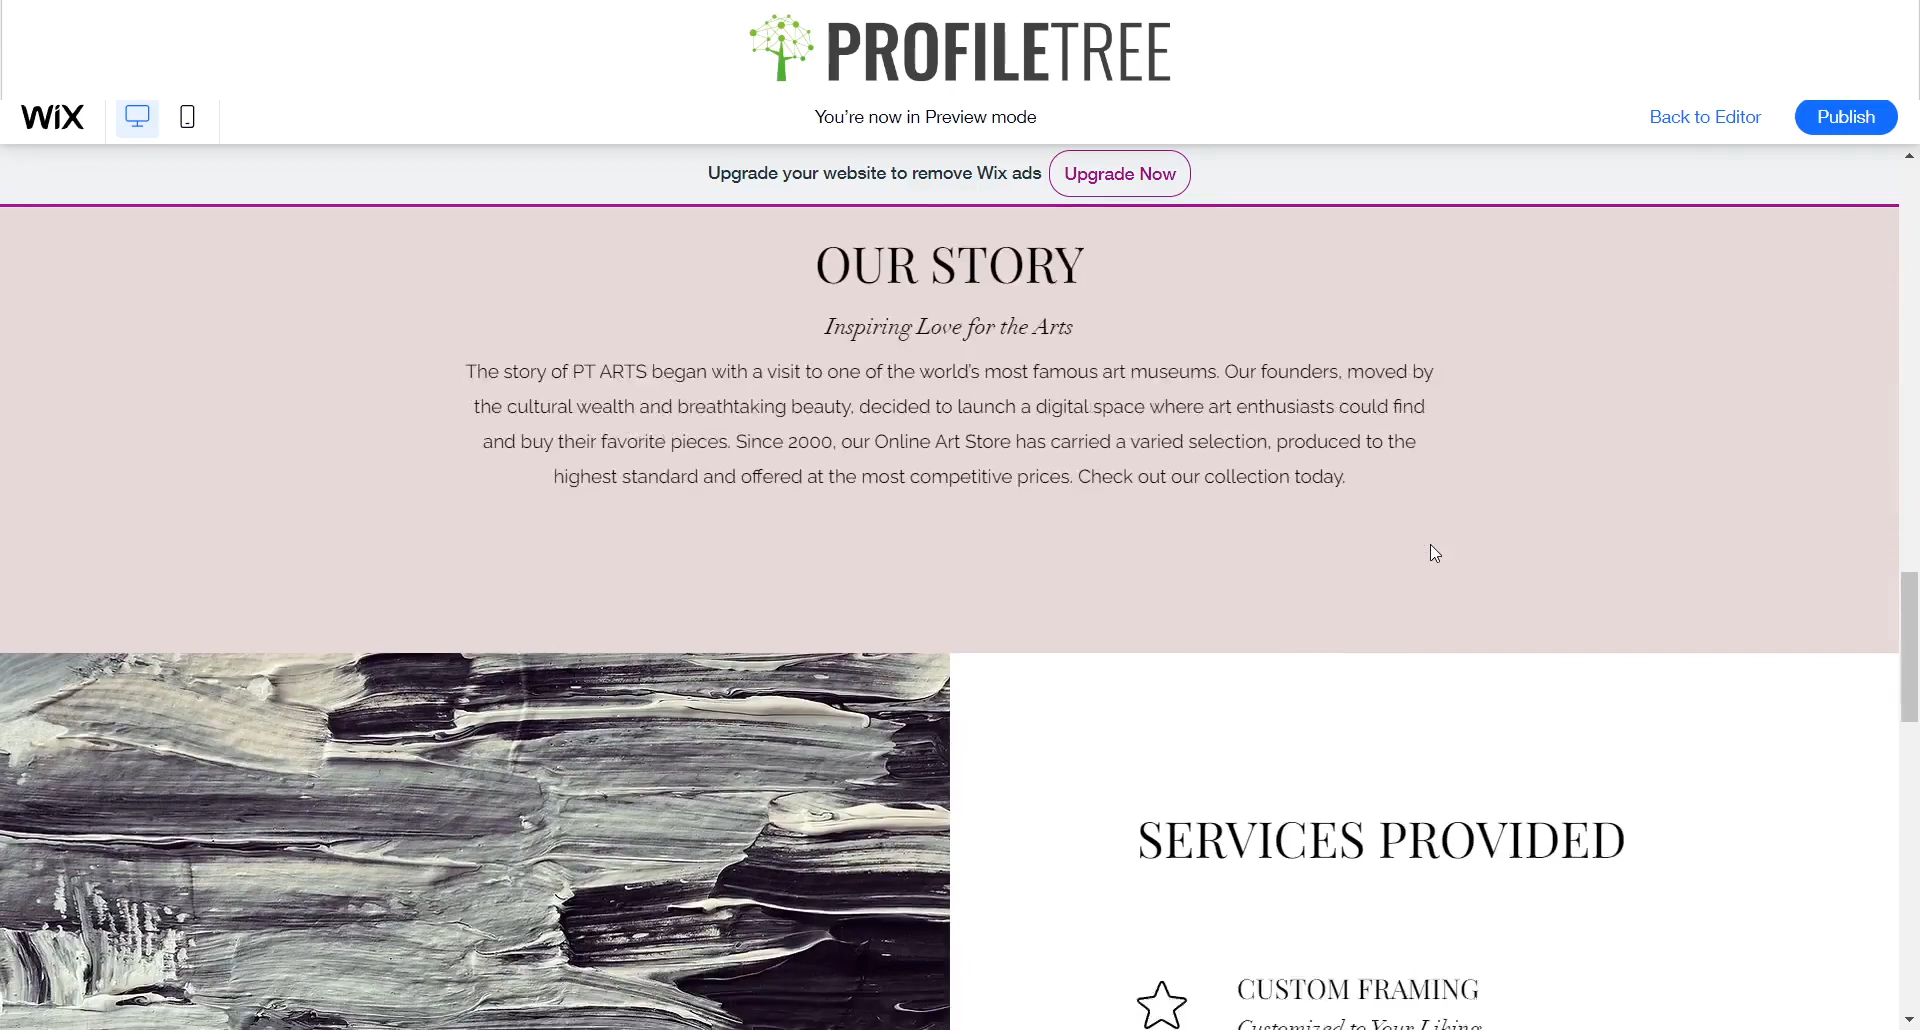 PROFILETREE
WiX
You're now in Preview mode
Back to Editor
Publish
Upgrade your website to remove Wix ads
Upgrade Now
OUR STORY
Inspiring Love for the Arts
The story of PT ARTS began with a visit to one of the world's most famous art museums. Our founders, moved by
the cultural wealth and breathtaking beauty, decided to launch a digital space where art enthusiasts could find
and buy their favorite pieces. Since 2000, our Online Art Store has carried a varied selection, produced to the
highest standard and offered at the most competitive prices. Check out our collection today.
SERVICES PROVIDED
CUSTOM FRAMING
Customized to Your Liking